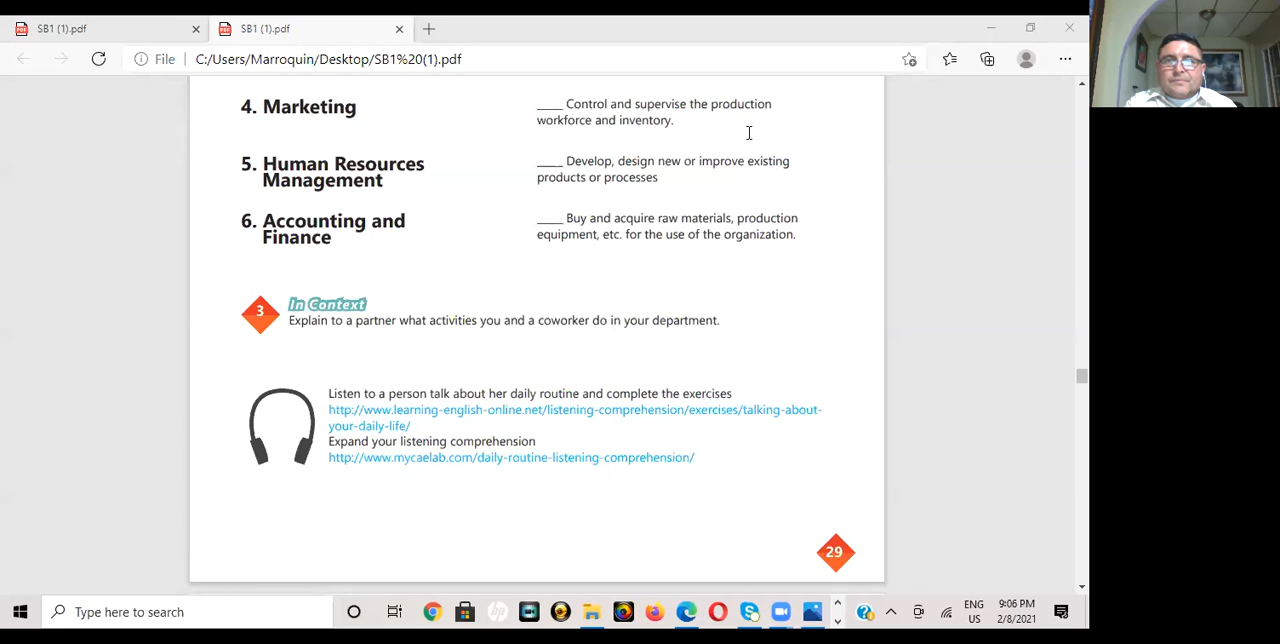 SB1 (1).pdf
SB1 (1).pdf
File
C:/Users/Marroquin/Desktop/SB1%20(1).pdf
4. Marketing
____ Control and supervise the production
workforce and inventory.
5. Human Resources
Management
____ Develop, design new or improve existing
products or processes
6. Accounting and
Finance
____ Buy and acquire raw materials, production
equipment, etc. for the use of the organization.
3
In Context
Explain to a partner what activities you and a coworker do in your department.
Listen to a person talk about her daily routine and complete the exercises
http://www.learning-english-online.net/listening-comprehension/exercises/talking-about-
your-daily-life/
Expand your listening comprehension
http://www.mycaelab.com/daily-routine-listening-comprehension/
29
Type here to search
ENG
US
9:06 PM
2/8/2021